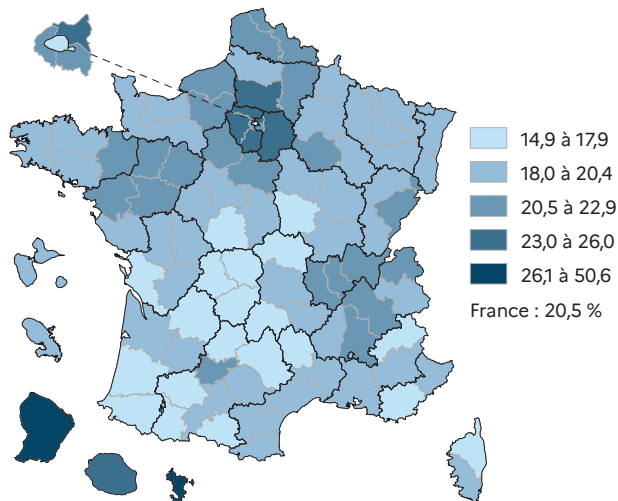 14,9 à 17,9
18,0 à 20,4
20,5 à 22,9
23,0 à 26,0
26,1 à 50,6
France : 20,5 %